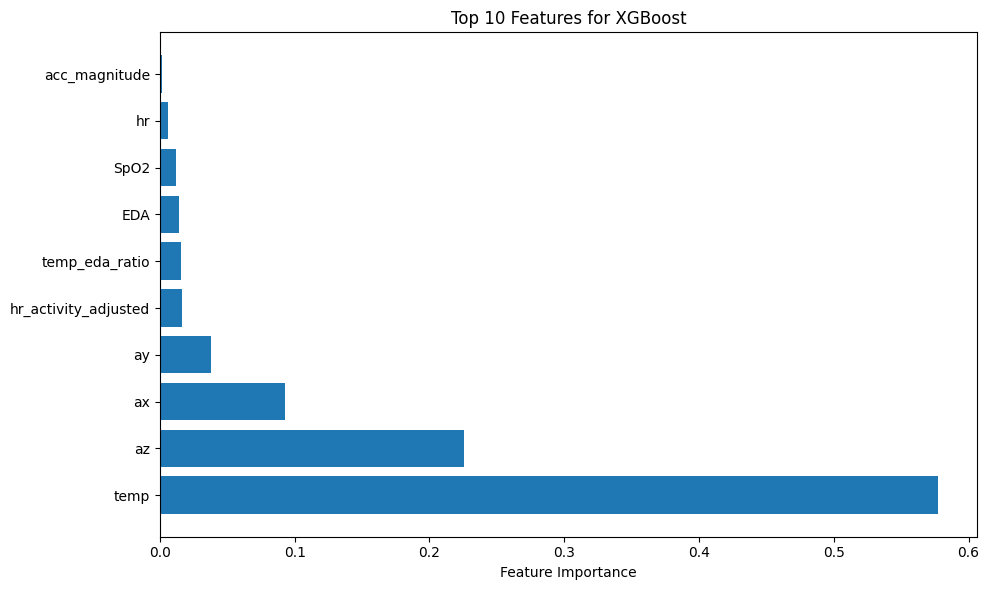 Top 10 Features for XGBoost
acc_magnitude
hr
SpO2
EDA
temp_eda_ratio
hr_activity_adjusted
ay
ax
az
temp
0.0 0.1 0.2 0.3 0.4 0.5 0.6
Feature Importance